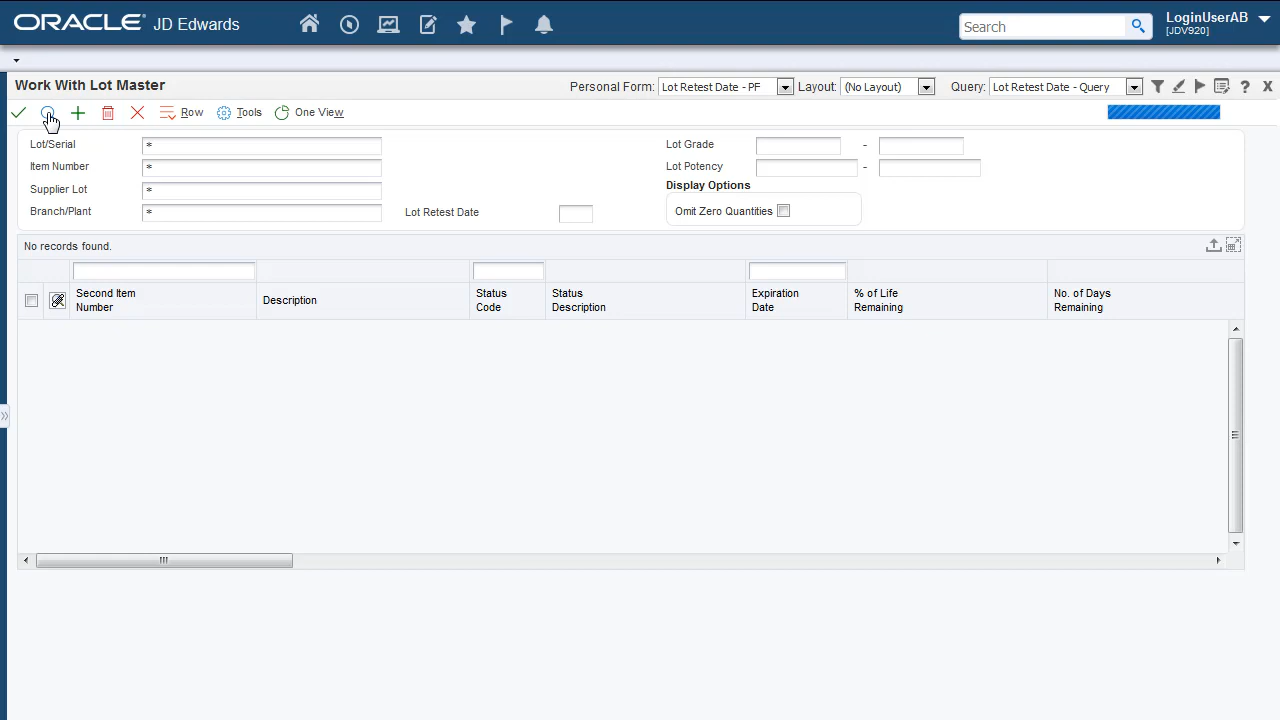 ORACLE JD Edwards
Search
LoginUserAB
[JDV920]
Work With Lot Master
Personal Form: Lot Retest Date - PF Layout: (No Layout) Query: Lot Retest Date - Query
Row Tools One View
Lot/Serial *
Item Number *
Supplier Lot *
Branch/Plant *
Lot Retest Date
Lot Grade -
Lot Potency -
Display Options
Omit Zero Quantities
No records found.
Second Item Number
Description
Status Code
Status Description
Expiration Date
% of Life Remaining
No. of Days Remaining